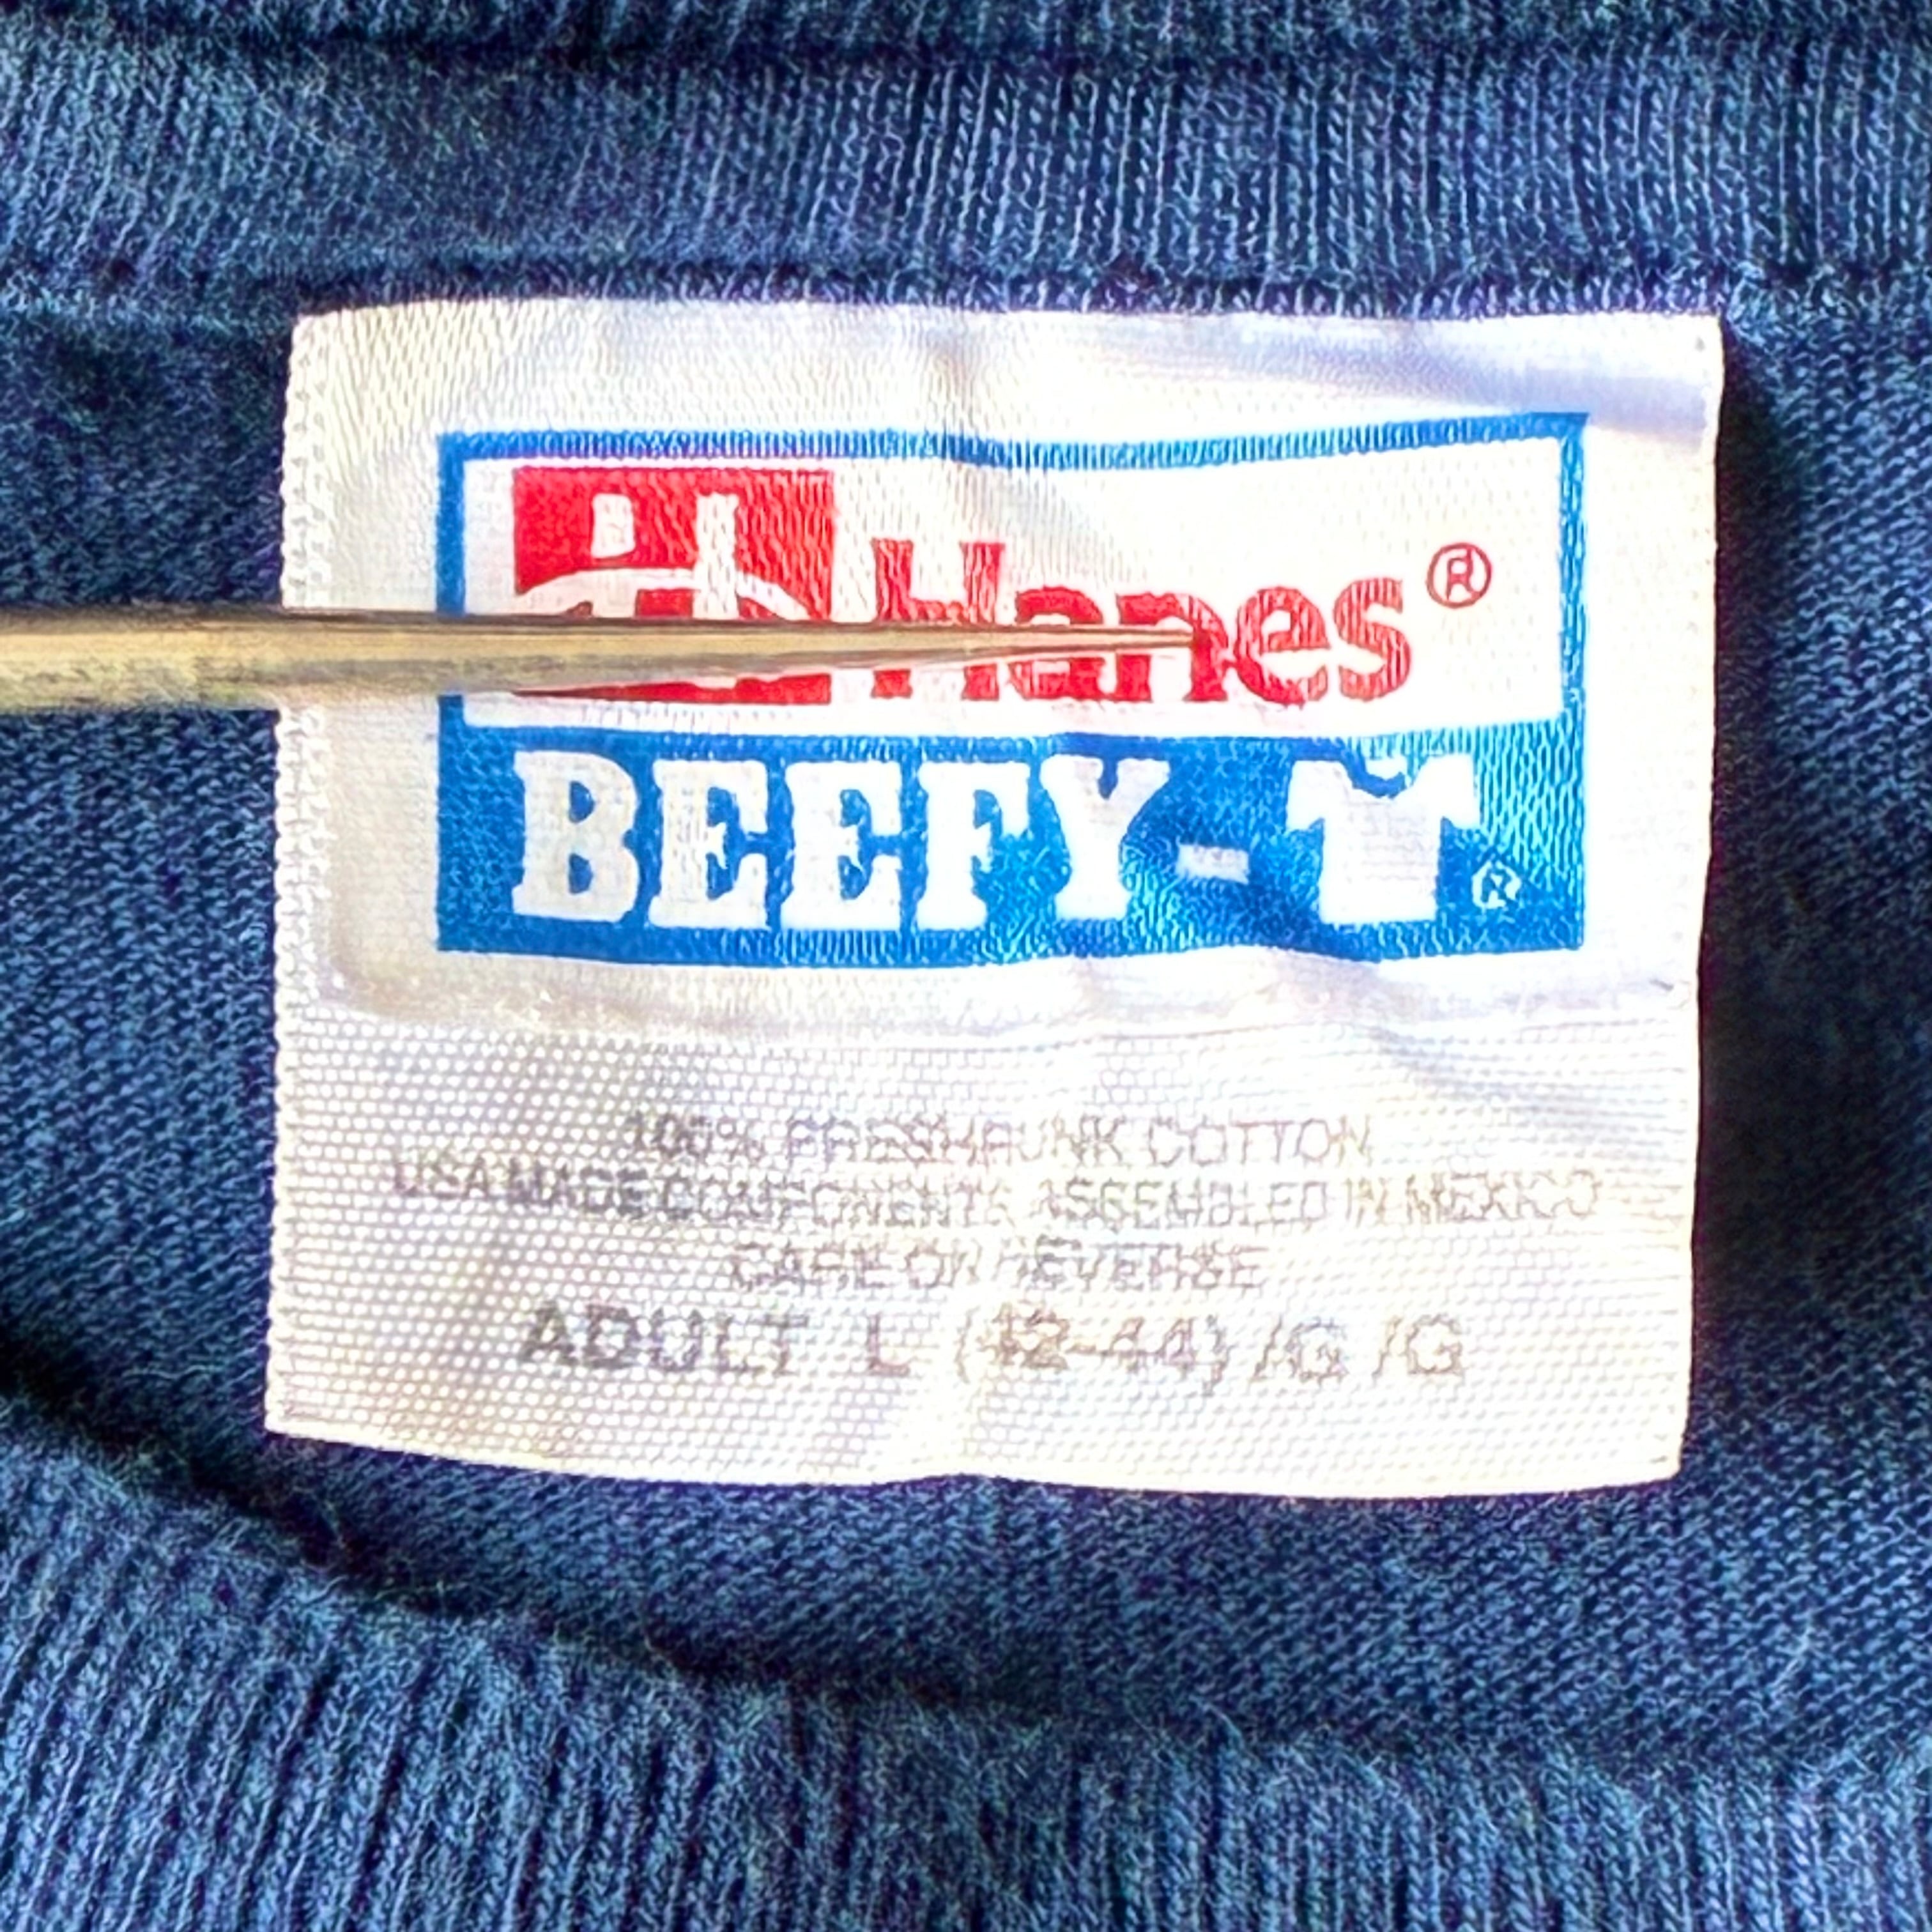 Hanes®
BEEFY-T®
100% PRESHRUNK COTTON
USA MADE COMPONENTS ASSEMBLED IN MEXICO
CARE ON REVERSE
ADULT L (42-44) /G /G